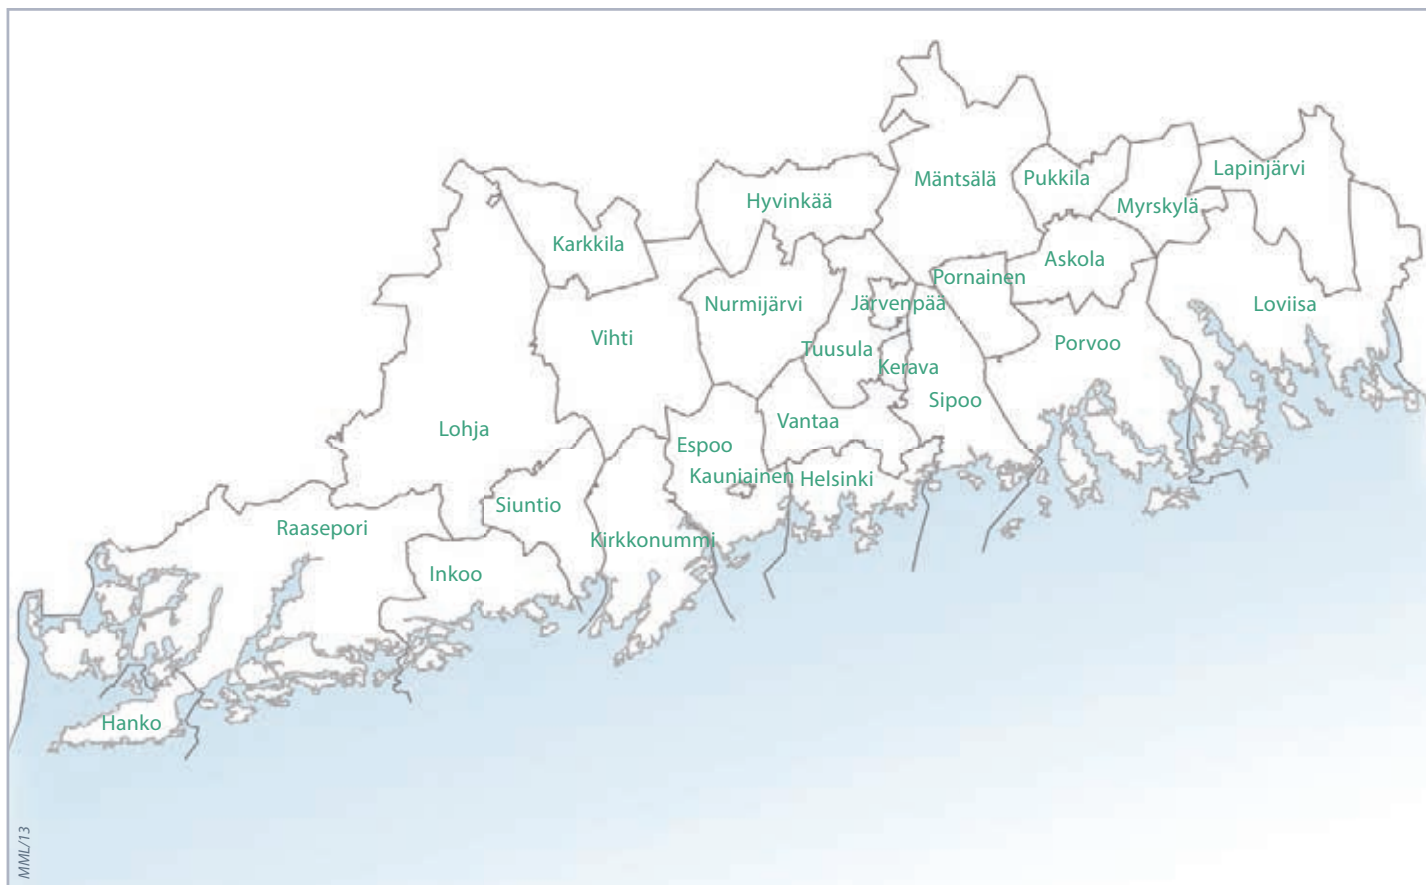 Mäntsälä
Pukkila
Lapinjärvi
Hyvinkää
Myrskylä
Karkkila
Askola
Pornainen
Nurmijärvi
Järvenpää
Loviisa
Vihti
Tuusula
Porvoo
Kerava
Sipoo
Vantaa
Lohja
Espoo
Kauniainen
Helsinki
Siuntio
Raasepori
Kirkkonummi
Inkoo
Hanko
MML/13